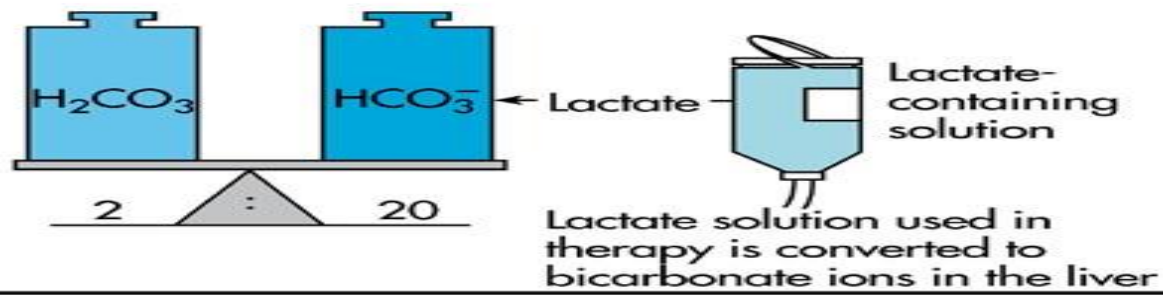 H₂CO₃
HCO₃⁻
Lactate
Lactate-
containing
solution
2 : 20
Lactate solution used in
therapy is converted to
bicarbonate ions in the liver